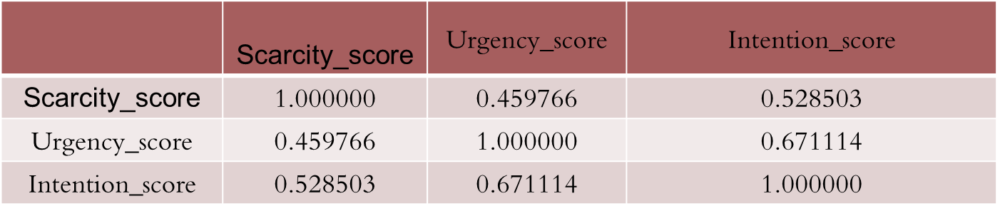 Scarcity_score Urgency_score Intention_score
Scarcity_score 1.000000 0.459766 0.528503
Urgency_score 0.459766 1.000000 0.671114
Intention_score 0.528503 0.671114 1.000000